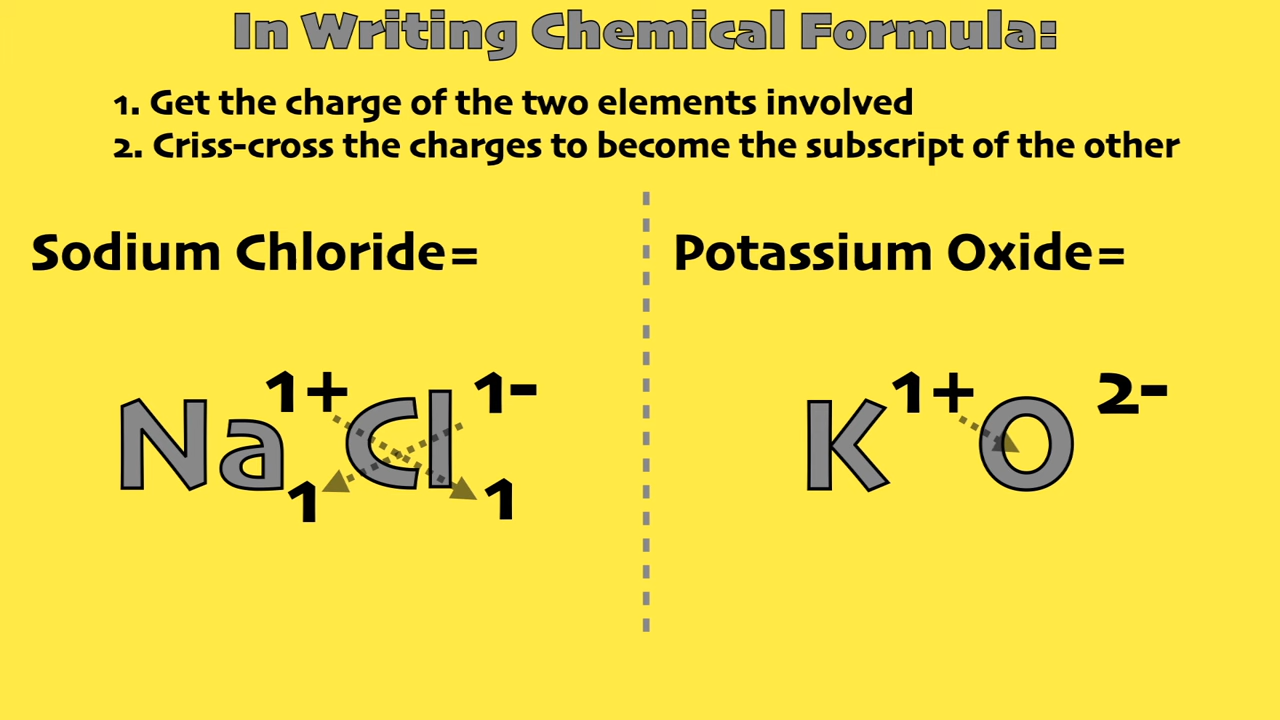 In Writing Chemical Formula:
1. Get the charge of the two elements involved
2. Criss-cross the charges to become the subscript of the other
Sodium Chloride=
Potassium Oxide=
Na 1+ Cl 1-
1 1
K 1+ O 2-